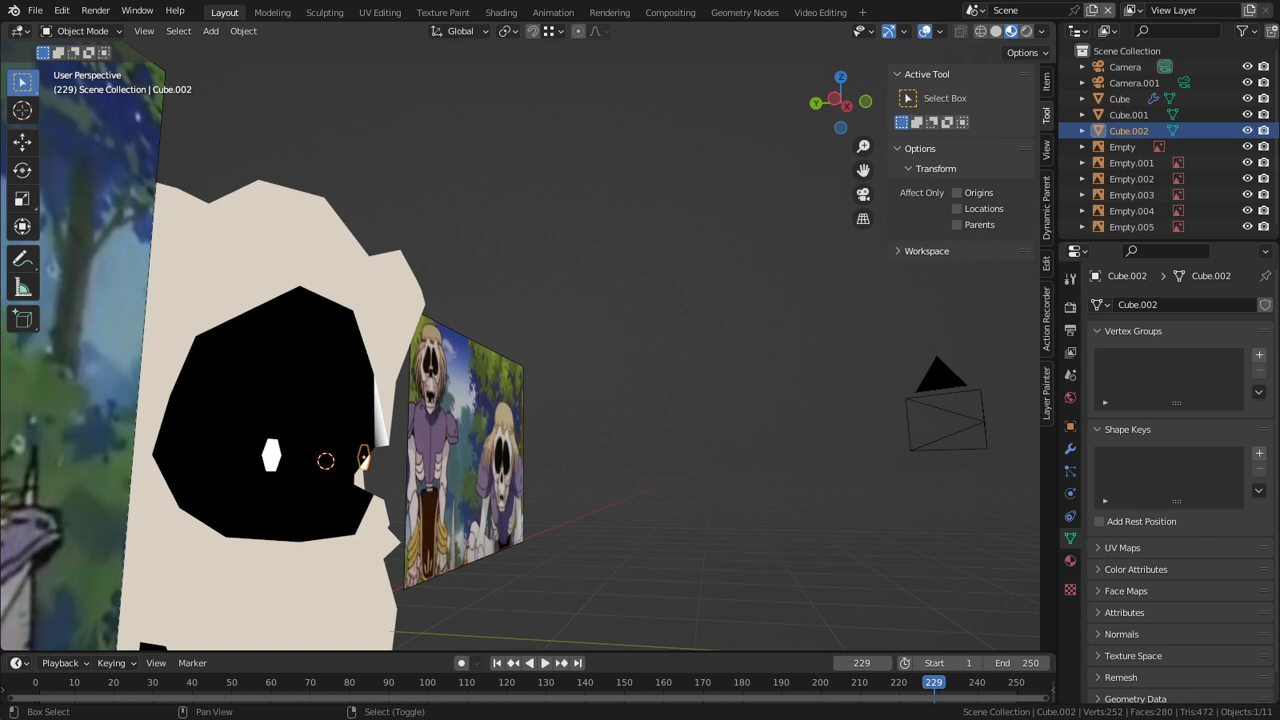 File Edit Render Window Help Layout Modeling Sculpting UV Editing Texture Paint Shading Animation Rendering Compositing Geometry Nodes Video Editing + Scene View Layer
Object Mode View Select Add Object Global
Options
User Perspective
(229) Scene Collection | Cube.002
Z
Y
X
Active Tool
Select Box
Options
Transform
Affect Only Origins
Locations
Parents
Workspace
Item
Tool
View
Dynamic Parent
Edit
Action Recorder
Layer Painter
Scene Collection
Camera
Camera.001
Cube
Cube.001
Cube.002
Empty
Empty.001
Empty.002
Empty.003
Empty.004
Empty.005
Cube.002 > Cube.002
Cube.002
Vertex Groups
Shape Keys
Add Rest Position
UV Maps
Color Attributes
Face Maps
Attributes
Normals
Texture Space
Remesh
Geometry Data
Playback Keying View Marker 229 Start 1 End 250
0 10 20 30 40 50 60 70 80 90 100 110 120 130 140 150 160 170 180 190 200 210 220 229 240 250
Box Select Pan View Select (Toggle) Scene Collection | Cube.002 | Verts:252 | Faces:280 | Tris:472 | Objects:1/11